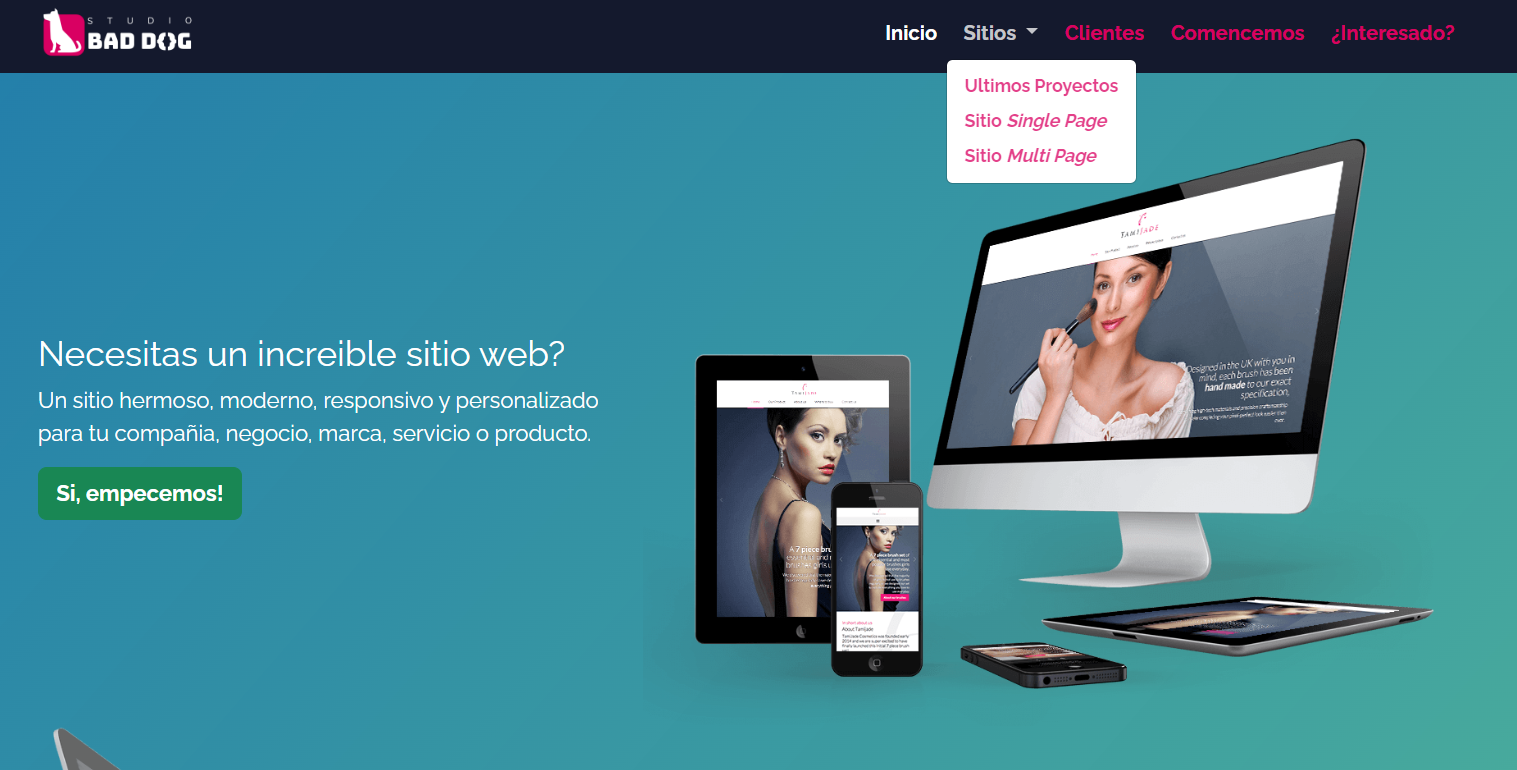 STUDIO
BAD DOG
Inicio
Sitios
Clientes
Comencemos
¿Interesado?
Ultimos Proyectos
Sitio Single Page
Sitio Multi Page
Necesitas un increible sitio web?
Un sitio hermoso, moderno, responsivo y personalizado
para tu compañia, negocio, marca, servicio o producto.
Si, empecemos!
TAMIJADE
Designed in the UK with you in
mind, each brush has been
hand made to our exact
specification,
A 7 piece bru
About TamiJade